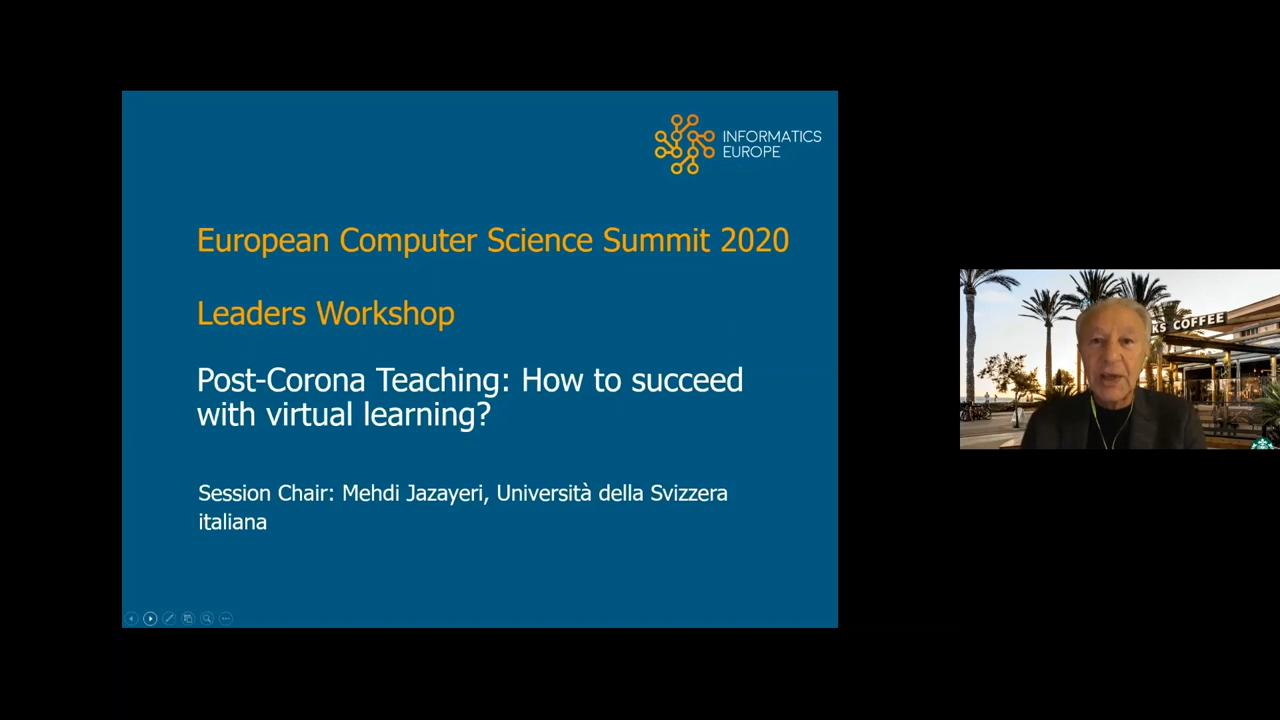 INFORMATICS
EUROPE
European Computer Science Summit 2020
Leaders Workshop
Post-Corona Teaching: How to succeed
with virtual learning?
Session Chair: Mehdi Jazayeri, Università della Svizzera
italiana
KS COFFEE